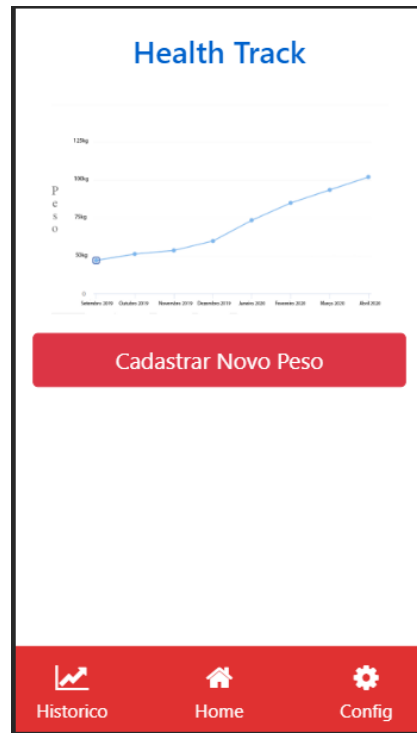 Health Track
125kg
100kg
Peso
75kg
50kg
0
Setembro 2019 Outubro 2019 Novembro 2019 Dezembro 2019 Janeiro 2020 Fevereiro 2020 Março 2020 Abril 2020
Cadastrar Novo Peso
Historico Home Config